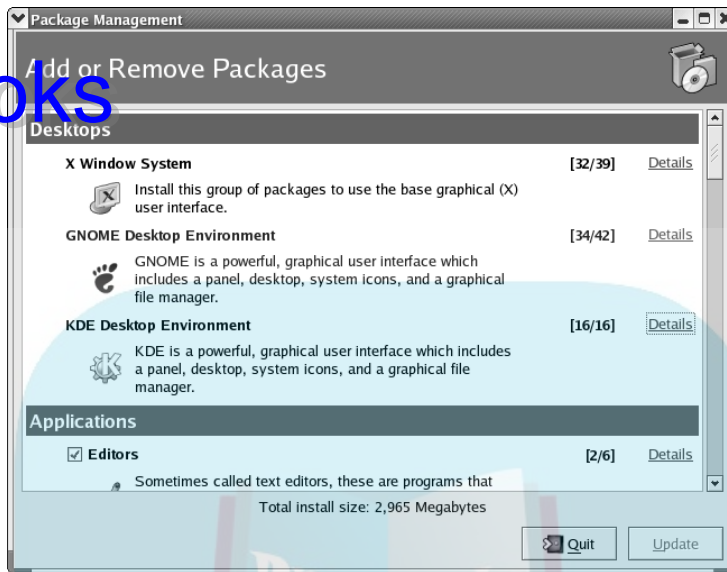 Package Management
Add or Remove Packages
oks
Desktops
X Window System [32/39] Details
Install this group of packages to use the base graphical (X)
user interface.
GNOME Desktop Environment [34/42] Details
GNOME is a powerful, graphical user interface which
includes a panel, desktop, system icons, and a graphical
file manager.
KDE Desktop Environment [16/16] Details
KDE is a powerful, graphical user interface which includes
a panel, desktop, system icons, and a graphical file
manager.
Applications
Editors [2/6] Details
Sometimes called text editors, these are programs that
Total install size: 2,965 Megabytes
Quit Update